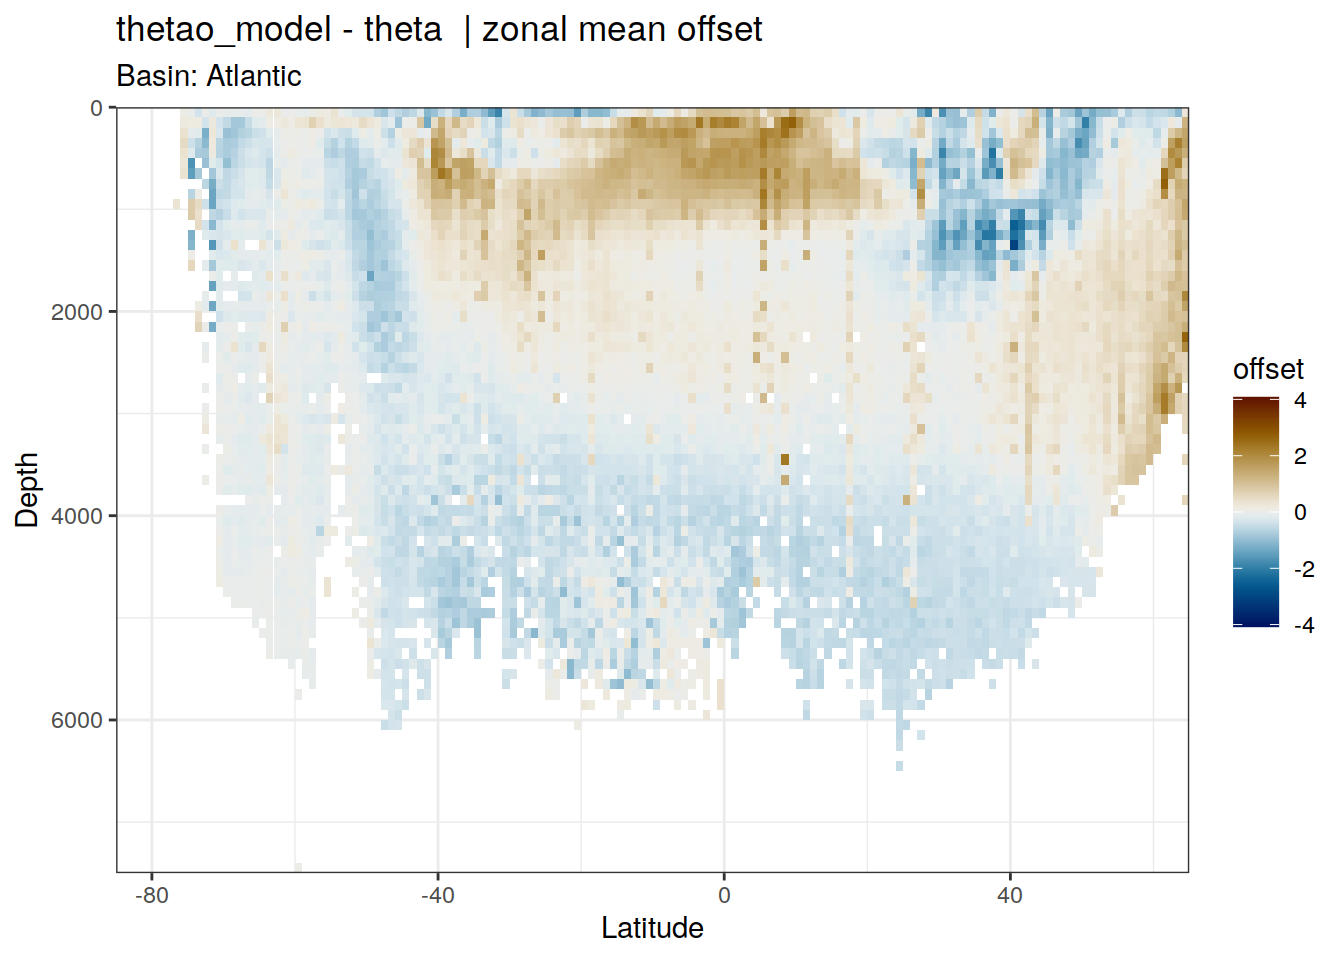 thetao_model - theta  | zonal mean offset
Basin: Atlantic
0
2000
4000
6000
Depth
-80
-40
0
40
Latitude
offset
4
2
0
-2
-4